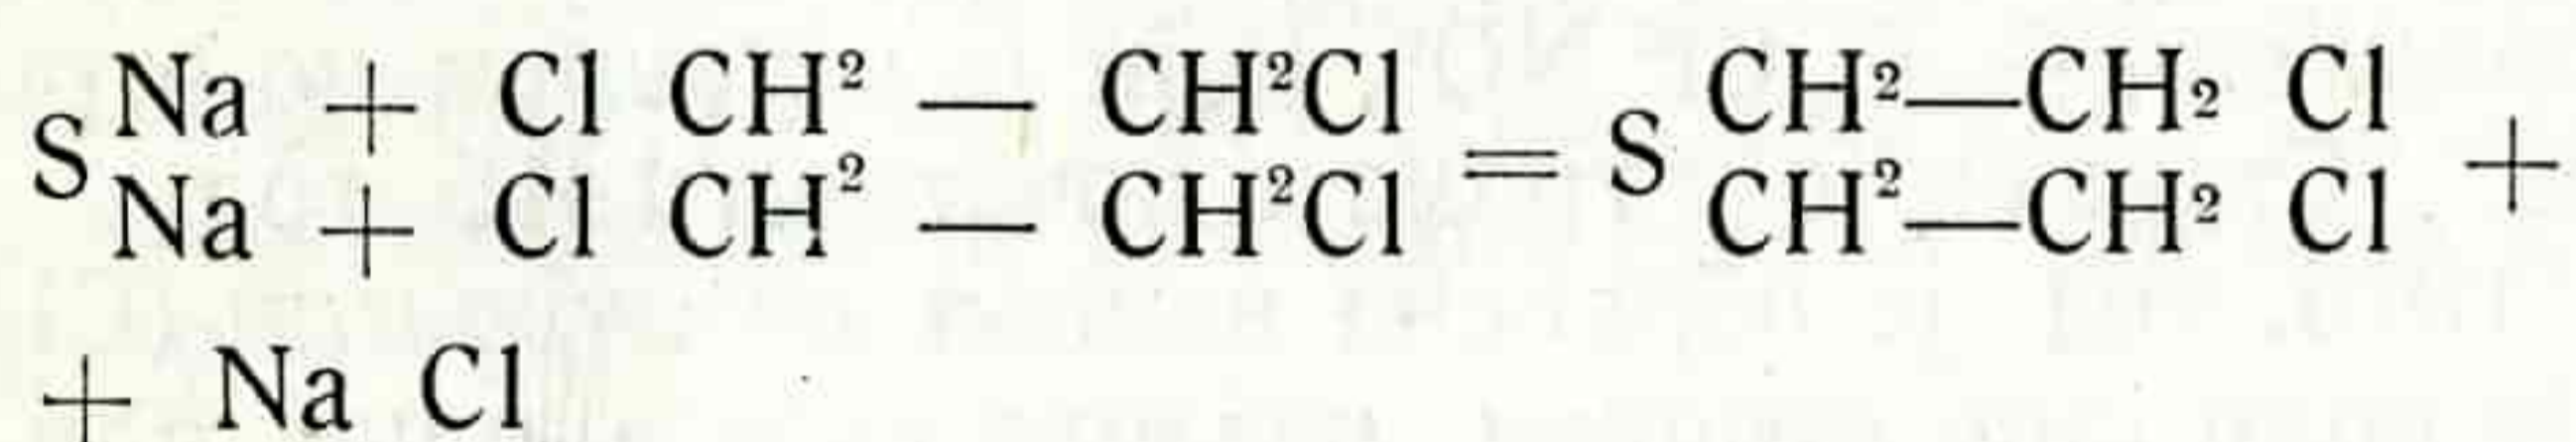 Na + Cl CH² — CH²Cl CH²—CH₂ Cl
S = S +
Na + Cl CH² — CH²Cl CH²—CH² Cl
+ Na Cl